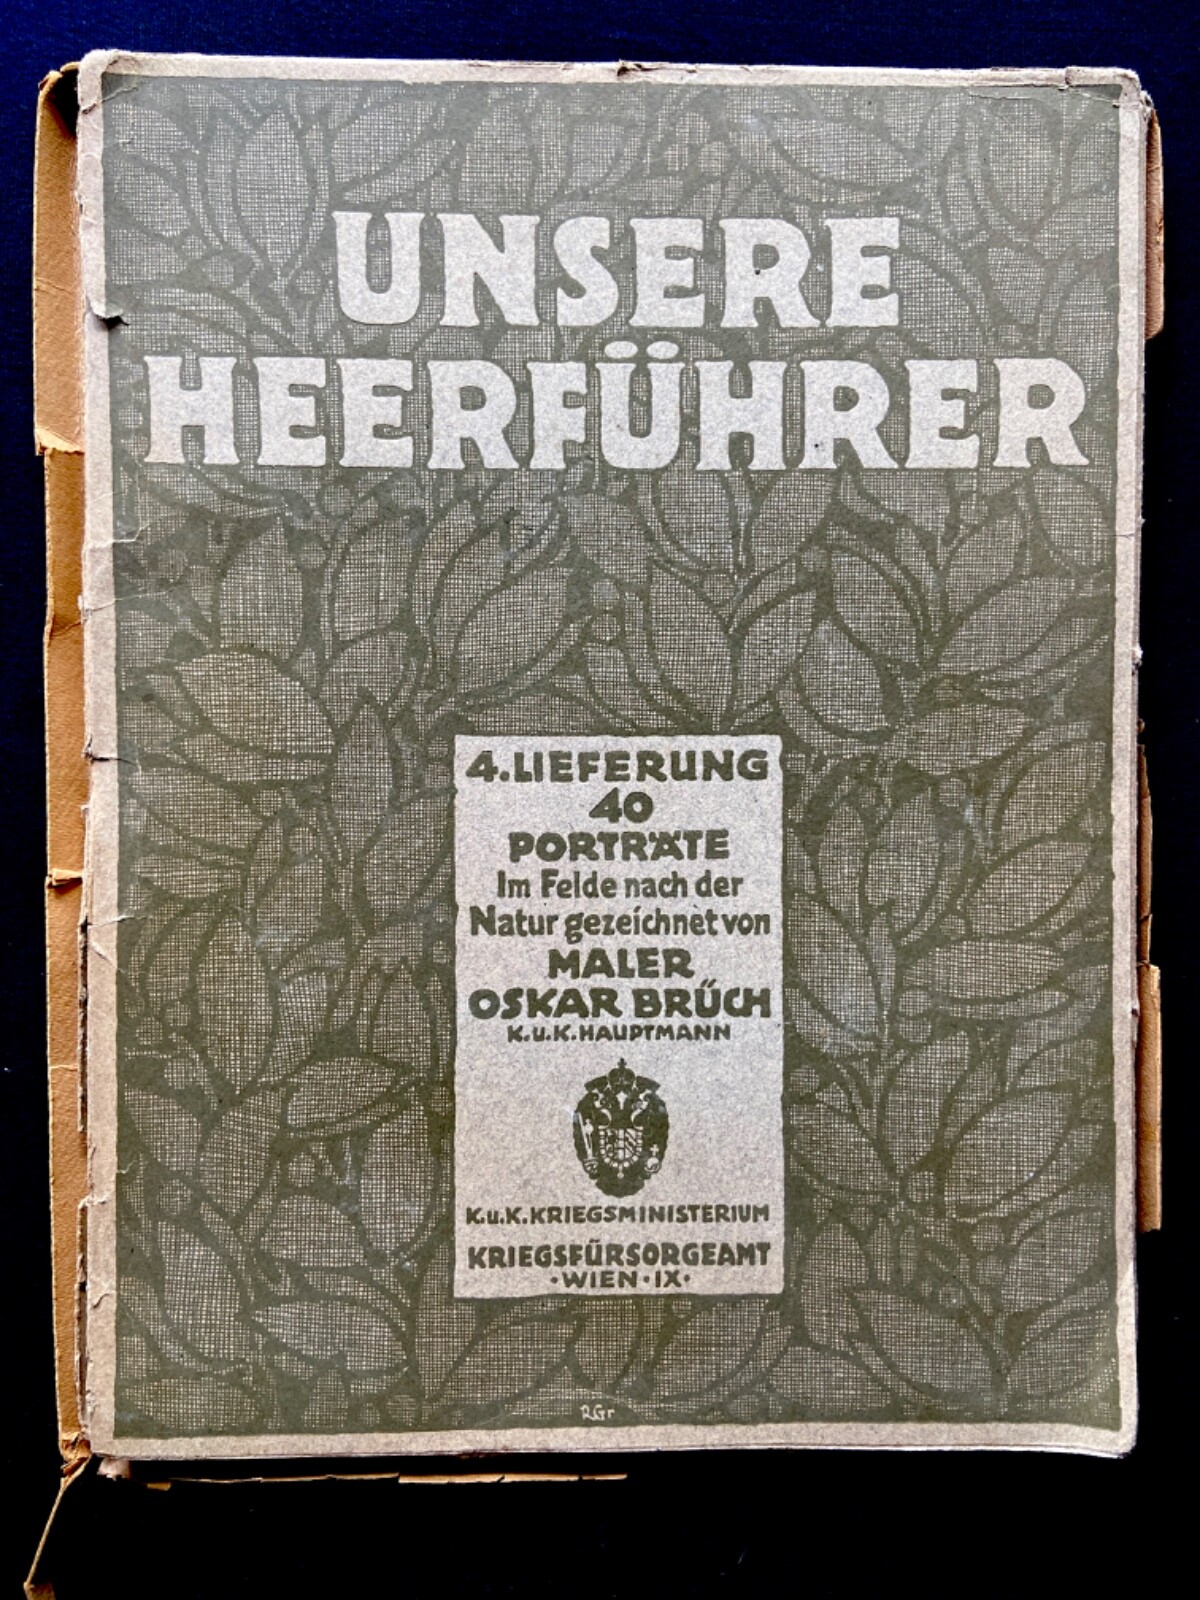 UNSERE
HEERFÜHRER
4. LIEFERUNG
40
PORTRÄTE
Im Felde nach der
Natur gezeichnet von
MALER
OSKAR BRÜCH
K.u.K. HAUPTMANN
K.u.K. KRIEGSMINISTERIUM
KRIEGSFÜRSORGEAMT
·WIEN·IX·
RGr